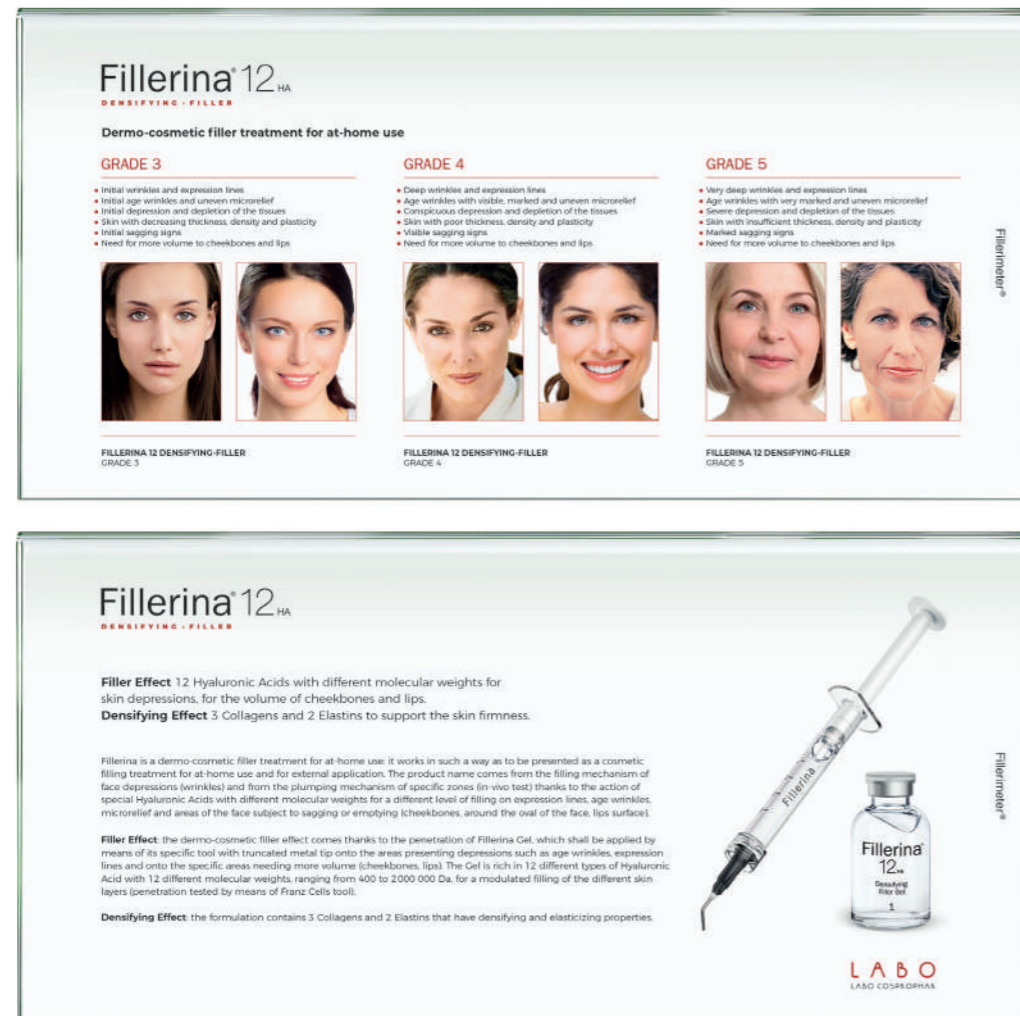 Fillerina® 12 HA
DENSIFYING - FILLER
Dermo-cosmetic filler treatment for at-home use
GRADE 3
• Initial wrinkles and expression lines
• Initial age wrinkles and uneven microrelief
• Initial depression and depletion of the tissues
• Skin with decreasing thickness, density and plasticity
• Initial sagging signs
• Need for more volume to cheekbones and lips
FILLERINA 12 DENSIFYING-FILLER
GRADE 3
GRADE 4
• Deep wrinkles and expression lines
• Age wrinkles with visible, marked and uneven microrelief
• Conspicuous depression and depletion of the tissues
• Skin with poor thickness, density and plasticity
• Visible sagging signs
• Need for more volume to cheekbones and lips
FILLERINA 12 DENSIFYING-FILLER
GRADE 4
GRADE 5
• Very deep wrinkles and expression lines
• Age wrinkles with very marked and uneven microrelief
• Severe depression and depletion of the tissues
• Skin with insufficient thickness, density and plasticity
• Marked sagging signs
• Need for more volume to cheekbones and lips
FILLERINA 12 DENSIFYING-FILLER
GRADE 5
Fillerimeter®
Fillerina® 12 HA
DENSIFYING - FILLER
Filler Effect 12 Hyaluronic Acids with different molecular weights for
skin depressions, for the volume of cheekbones and lips.
Densifying Effect 3 Collagens and 2 Elastins to support the skin firmness.
Fillerina is a dermo-cosmetic filler treatment for at-home use: it works in such a way as to be presented as a cosmetic
filling treatment for at-home use and for external application. The product name comes from the filling mechanism of
face depressions (wrinkles) and from the plumping mechanism of specific zones (in-vivo test) thanks to the action of
special Hyaluronic Acids with different molecular weights for a different level of filling on expression lines, age wrinkles,
microrelief and areas of the face subject to sagging or emptying (cheekbones, around the oval of the face, lips surface).
Filler Effect: the dermo-cosmetic filler effect comes thanks to the penetration of Fillerina Gel, which shall be applied by
means of its specific tool with truncated metal tip onto the areas presenting depressions such as age wrinkles, expression
lines and onto the specific areas needing more volume (cheekbones, lips). The Gel is rich in 12 different types of Hyaluronic
Acid with 12 different molecular weights, ranging from 400 to 2000 000 Da, for a modulated filling of the different skin
layers (penetration tested by means of Franz Cells tool).
Densifying Effect: the formulation contains 3 Collagens and 2 Elastins that have densifying and elasticizing properties.
Fillerina
Fillerina®
12 HA
Densifying
Filler Gel
1
LABO
LABO COSPROPHAR
Fillerimeter®